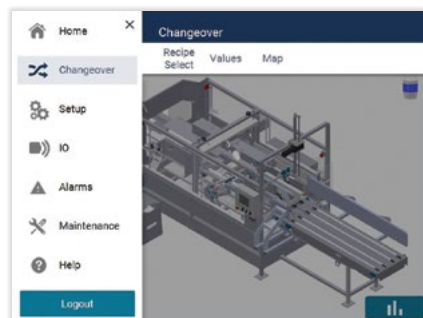 Home
×
Changeover
Setup
IO
Alarms
Maintenance
Help
Logout
Changeover
Recipe Select
Values
Map